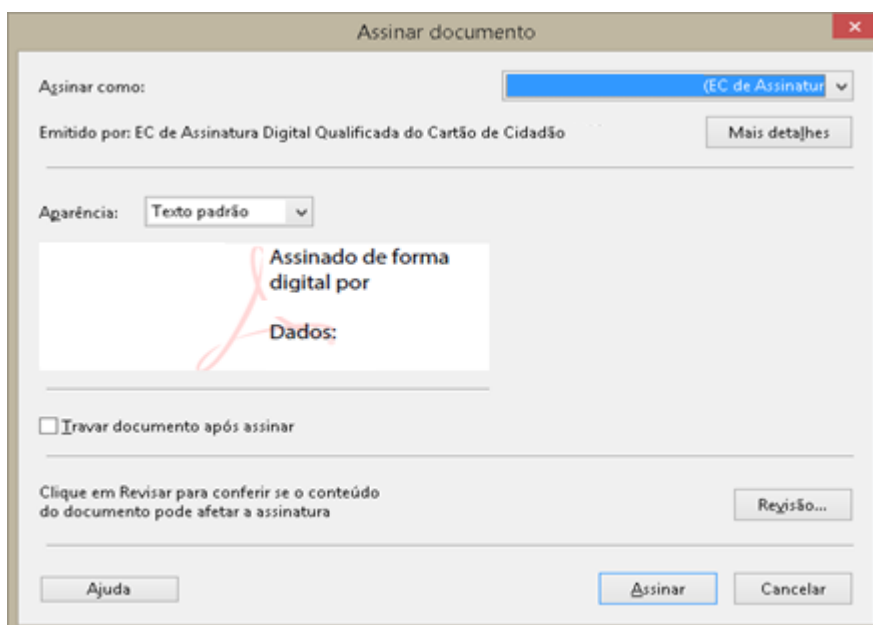 Assinar documento
Assinar como:
(EC de Assinatur
Emitido por: EC de Assinatura Digital Qualificada do Cartão de Cidadão
Mais detalhes
Aparência:
Texto padrão
Assinado de forma
digital por
Dados:
Travar documento após assinar
Clique em Revisar para conferir se o conteúdo
do documento pode afetar a assinatura
Revisão...
Ajuda
Assinar
Cancelar